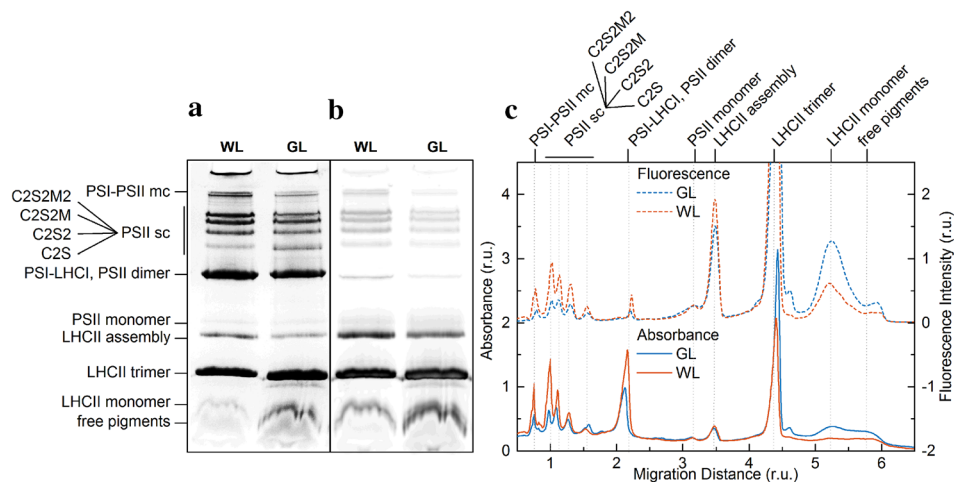 a
b
c
WL
GL
WL
GL
C2S2M2
C2S2M
C2S2
C2S
PSI-PSII mc
PSII sc
PSI-LHCI, PSII dimer
PSII monomer
LHCII assembly
LHCII trimer
LHCII monomer
free pigments
C2S2M2
C2S2M
C2S2
C2S
PSI-PSII mc
PSII sc
PSI-LHCI, PSII dimer
PSII monomer
LHCII assembly
LHCII trimer
LHCII monomer
free pigments
Absorbance (r.u.)
4
3
2
1
0
Fluorescence
GL
WL
Absorbance
GL
WL
2
1
0
-1
-2
Fluorescence Intensity (r.u.)
1 2 3 4 5 6
Migration Distance (r.u.)